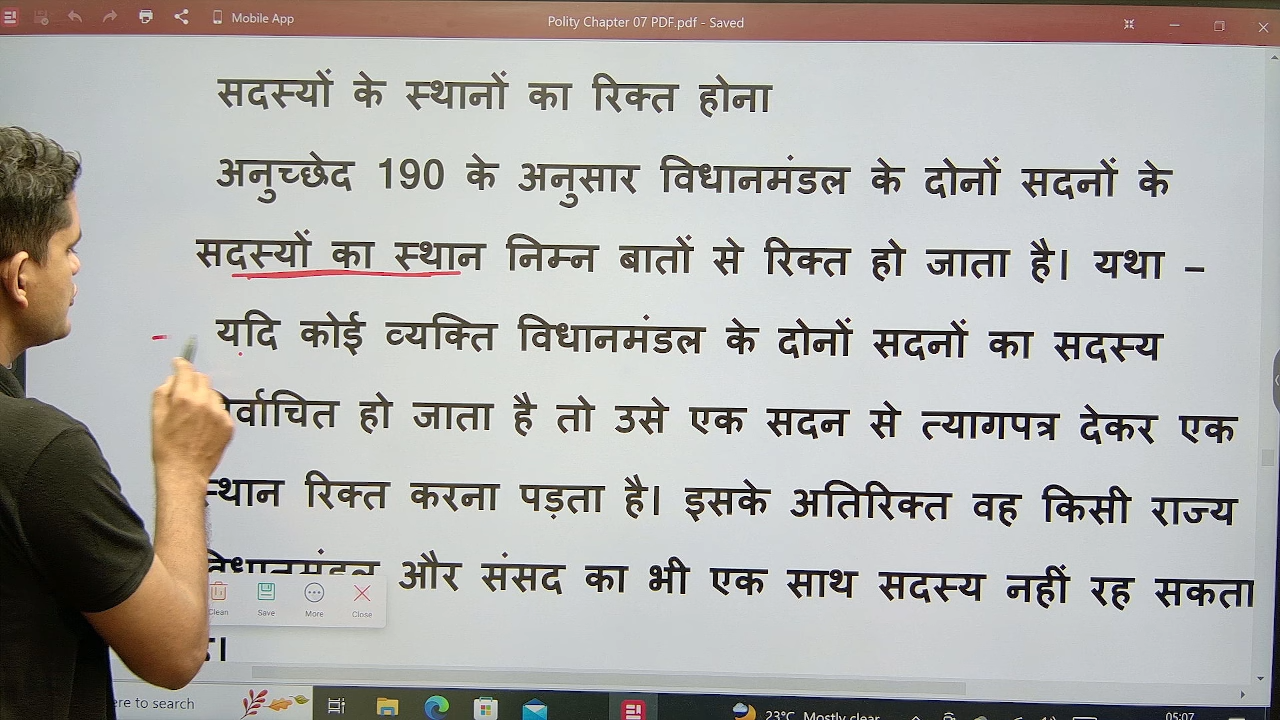 Mobile App
Polity Chapter 07 PDF.pdf - Saved
सदस्यों के स्थानों का रिक्त होना
अनुच्छेद 190 के अनुसार विधानमंडल के दोनों सदनों के
सदस्यों का स्थान निम्न बातों से रिक्त हो जाता है। यथा –
यदि कोई व्यक्ति विधानमंडल के दोनों सदनों का सदस्य
हो जाता है तो उसे एक सदन से त्यागपत्र देकर एक
स्थान रिक्त करना पड़ता है। इसके अतिरिक्त वह किसी राज्य
विधानमंडल और संसद का भी एक साथ सदस्य नहीं रह सकता
Clean Save More Close
to search
23°C Mostly clear
05:07